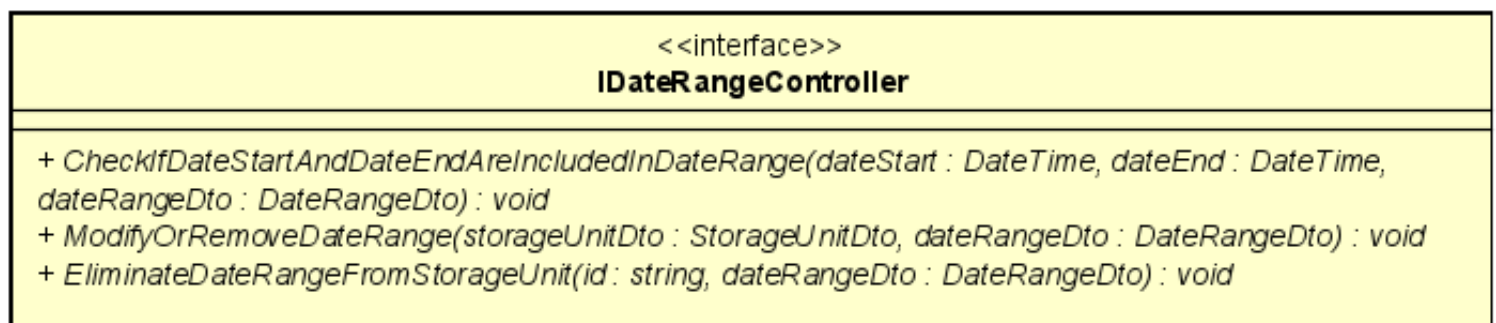 <<interface>>
IDateRangeController
+ CheckIfDateStartAndDateEndAreIncludedInDateRange(dateStart : DateTime, dateEnd : DateTime,
dateRangeDto : DateRangeDto) : void
+ ModifyOrRemoveDateRange(storageUnitDto : StorageUnitDto, dateRangeDto : DateRangeDto) : void
+ EliminateDateRangeFromStorageUnit(id : string, dateRangeDto : DateRangeDto) : void